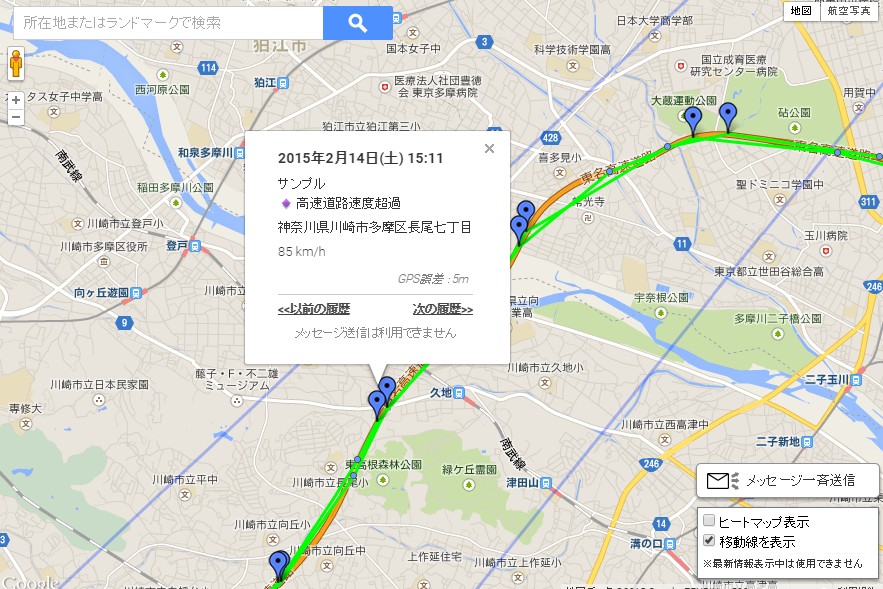 所在地またはランドマークで検索
地図
航空写真
日本大学商学部
国本女子中
狛江市
3
科学技術学園高
国立成育医療
研究センター病院
114
狛江
西河原公園
医療法人社団豊徳
会 東京多摩病院
用賀中
大蔵運動公園
砧公園
タス女子中学高
狛江市立狛江第三小
428
和泉多摩川
喜多見小
東名高速道路
東名高速道路
南武線
稲田多摩川公園
聖ドミニコ学園中
光寺
311
川崎市立登戸小
川崎市多摩区役所
登戸
11
玉川病院
東京都立世田谷総合高
向ヶ丘遊園
川崎市立
宇奈根公園
246
県立向
業高
9
多摩川二子橋公園
2015年2月14日(土) 15:11
サンプル
高速道路速度超過
神奈川県川崎市多摩区長尾七丁目
85 km/h
GPS誤差 : 5m
<<以前の履歴
次の履歴>>
メッセージ送信は利用できません
藤子・F・不二雄
ミュージアム
川崎市立久地小
川崎市立日本民家園
久地
二子玉川
専修大
川崎市立西高津中
二子新地
南武線
東高根森林公園
緑ケ丘霊園
246
川崎市立平中
川崎市立長尾小
津田山
メッセージ一斉送信
川崎市立向丘小
14
ヒートマップ表示
溝の口
移動線を表示
川崎市立向丘中
上作延住宅
川崎市立上作延小
※最新情報表示中は使用できません
3
Google